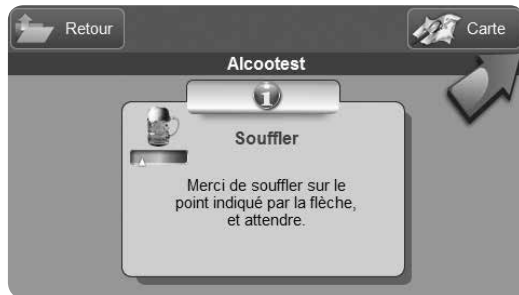 Retour
Carte
Alcootest
Souffler
Merci de souffler sur le
point indiqué par la flèche,
et attendre.